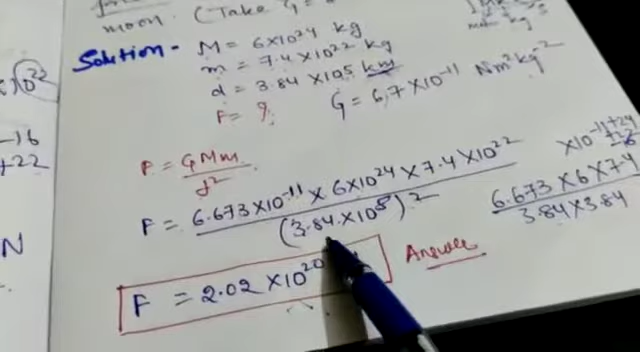 moon. (Take G =
Solution - M = 6×10²⁴ kg
m = 7.4×10²² kg
d = 3.84 ×10⁵ km
F = ? G = 6.7×10⁻¹¹ Nm²kg⁻²
F = GMm/d²
F = 6.673×10⁻¹¹ × 6×10²⁴ × 7.4×10²²
(3.84×10⁸)²
F = 2.02 ×10²⁰
Answer
×10⁻¹¹⁺²⁴
6.673×6×7.4
3.84×3.84
22
-16
+22
N